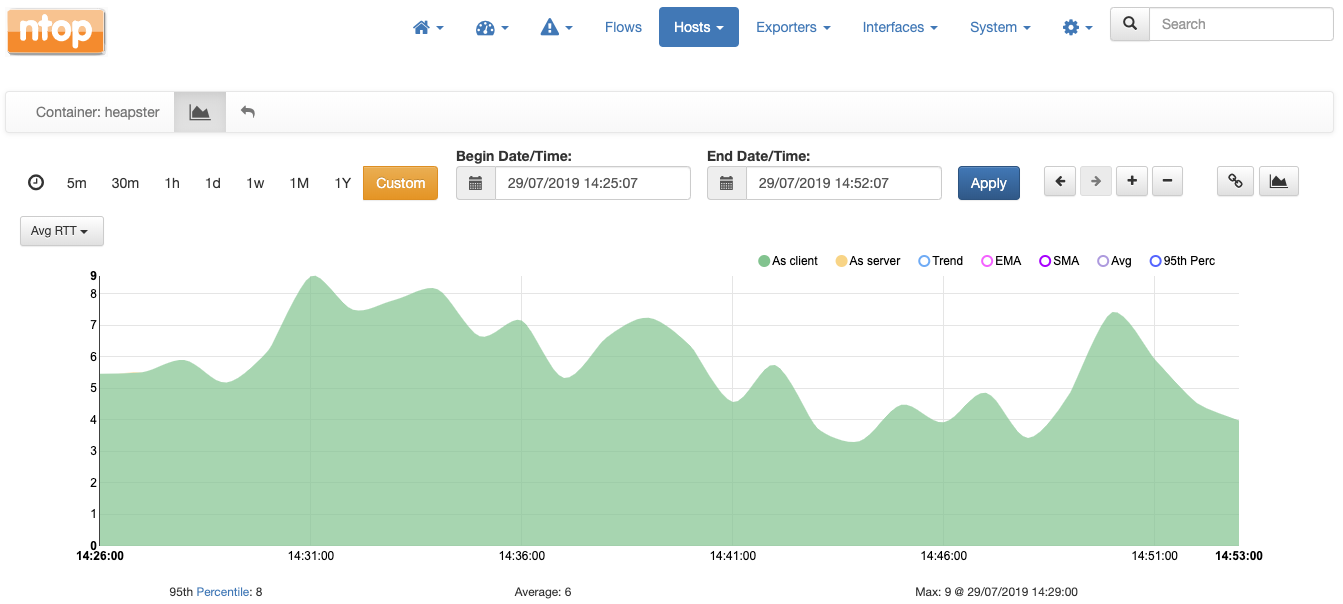 ntop
Flows Hosts Exporters Interfaces System Search
Container: heapster
Begin Date/Time: End Date/Time:
5m 30m 1h 1d 1w 1M 1Y Custom 29/07/2019 14:25:07 29/07/2019 14:52:07 Apply
Avg RTT
As client As server Trend EMA SMA Avg 95th Perc
9
8
7
6
5
4
3
2
1
0
14:26:00 14:31:00 14:36:00 14:41:00 14:46:00 14:51:00 14:53:00
95th Percentile: 8 Average: 6 Max: 9 @ 29/07/2019 14:29:00